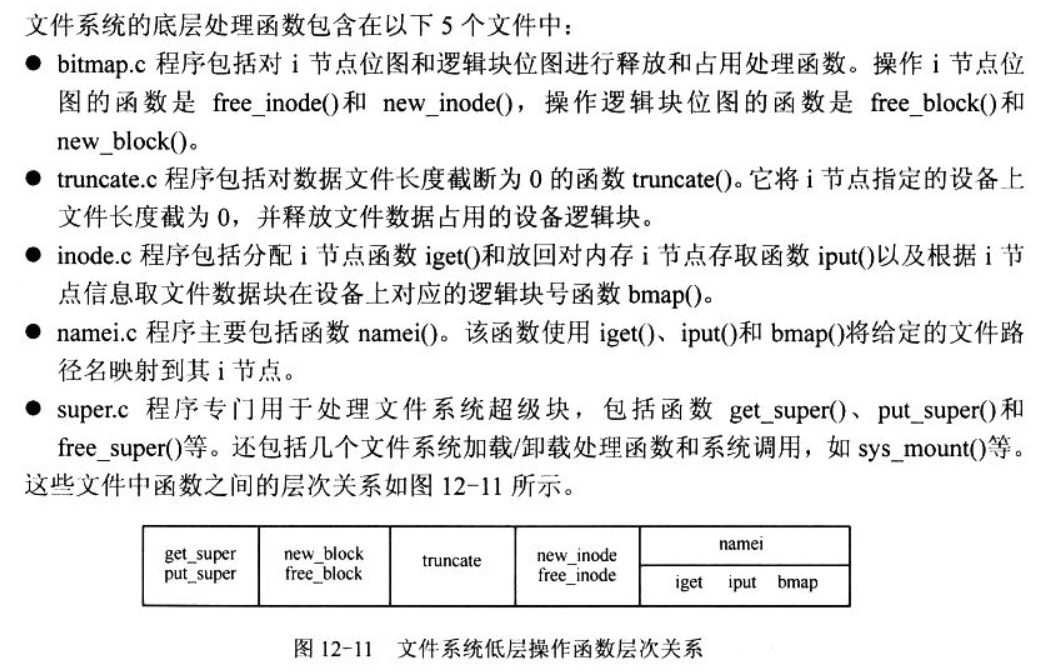 文件系统的底层处理函数包含在以下 5 个文件中：
● bitmap.c 程序包括对 i 节点位图和逻辑块位图进行释放和占用处理函数。操作 i 节点位
图的函数是 free_inode()和 new_inode()，操作逻辑块位图的函数是 free_block()和
new_block()。
● truncate.c 程序包括对数据文件长度截断为 0 的函数 truncate()。它将 i 节点指定的设备上
文件长度截为 0，并释放文件数据占用的设备逻辑块。
● inode.c 程序包括分配 i 节点函数 iget()和放回对内存 i 节点存取函数 iput()以及根据 i 节
点信息取文件数据块在设备上对应的逻辑块号函数 bmap()。
● namei.c 程序主要包括函数 namei()。该函数使用 iget()、iput()和 bmap()将给定的文件路
径名映射到其 i 节点。
● super.c 程序专门用于处理文件系统超级块，包括函数 get_super()、put_super()和
free_super()等。还包括几个文件系统加载/卸载处理函数和系统调用，如 sys_mount()等。
这些文件中函数之间的层次关系如图 12-11 所示。
get_super
put_super
new_block
free_block
truncate
new_inode
free_inode
namei
iget iput bmap
图 12-11 文件系统低层操作函数层次关系